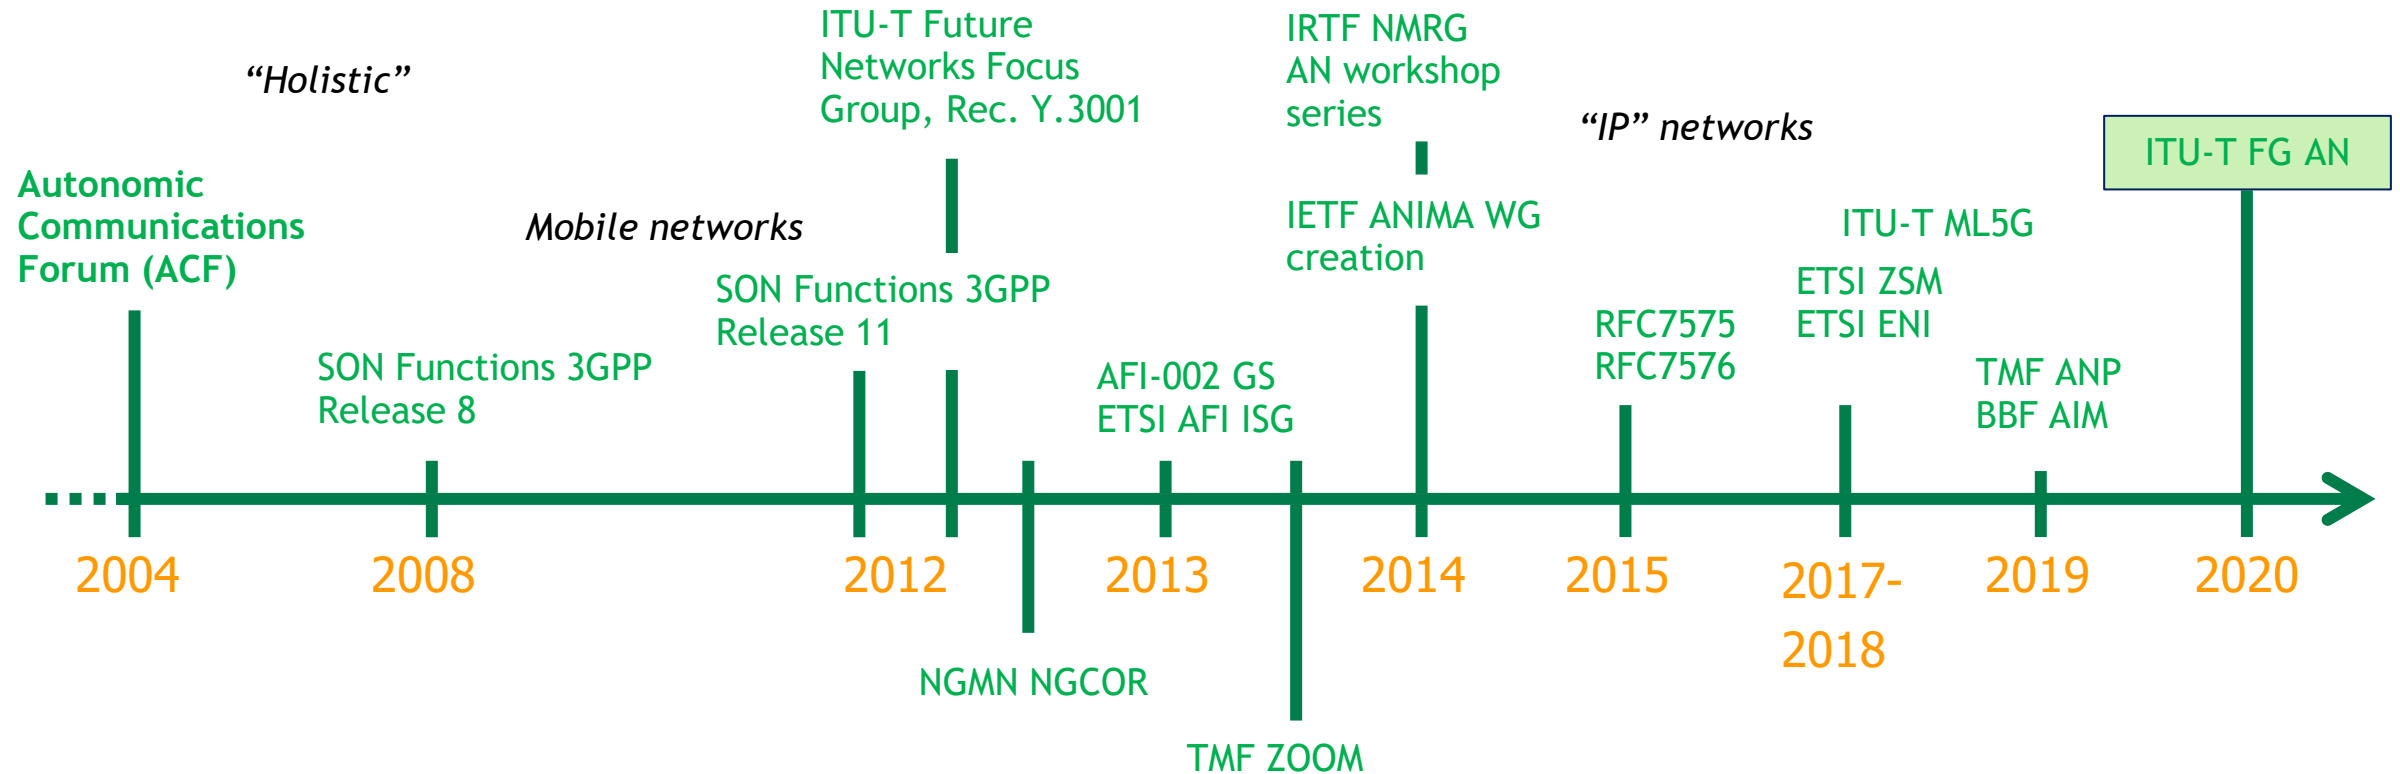 “Holistic”
Autonomic
Communications
Forum (ACF)
SON Functions 3GPP
Release 8
Mobile networks
ITU-T Future
Networks Focus
Group, Rec. Y.3001
SON Functions 3GPP
Release 11
NGMN NGCOR
AFI-002 GS
ETSI AFI ISG
TMF ZOOM
IRTF NMRG
AN workshop
series
IETF ANIMA WG
creation
“IP” networks
RFC7575
RFC7576
ITU-T ML5G
ETSI ZSM
ETSI ENI
TMF ANP
BBF AIM
ITU-T FG AN
2004
2008
2012
2013
2014
2015
2017-
2018
2019
2020